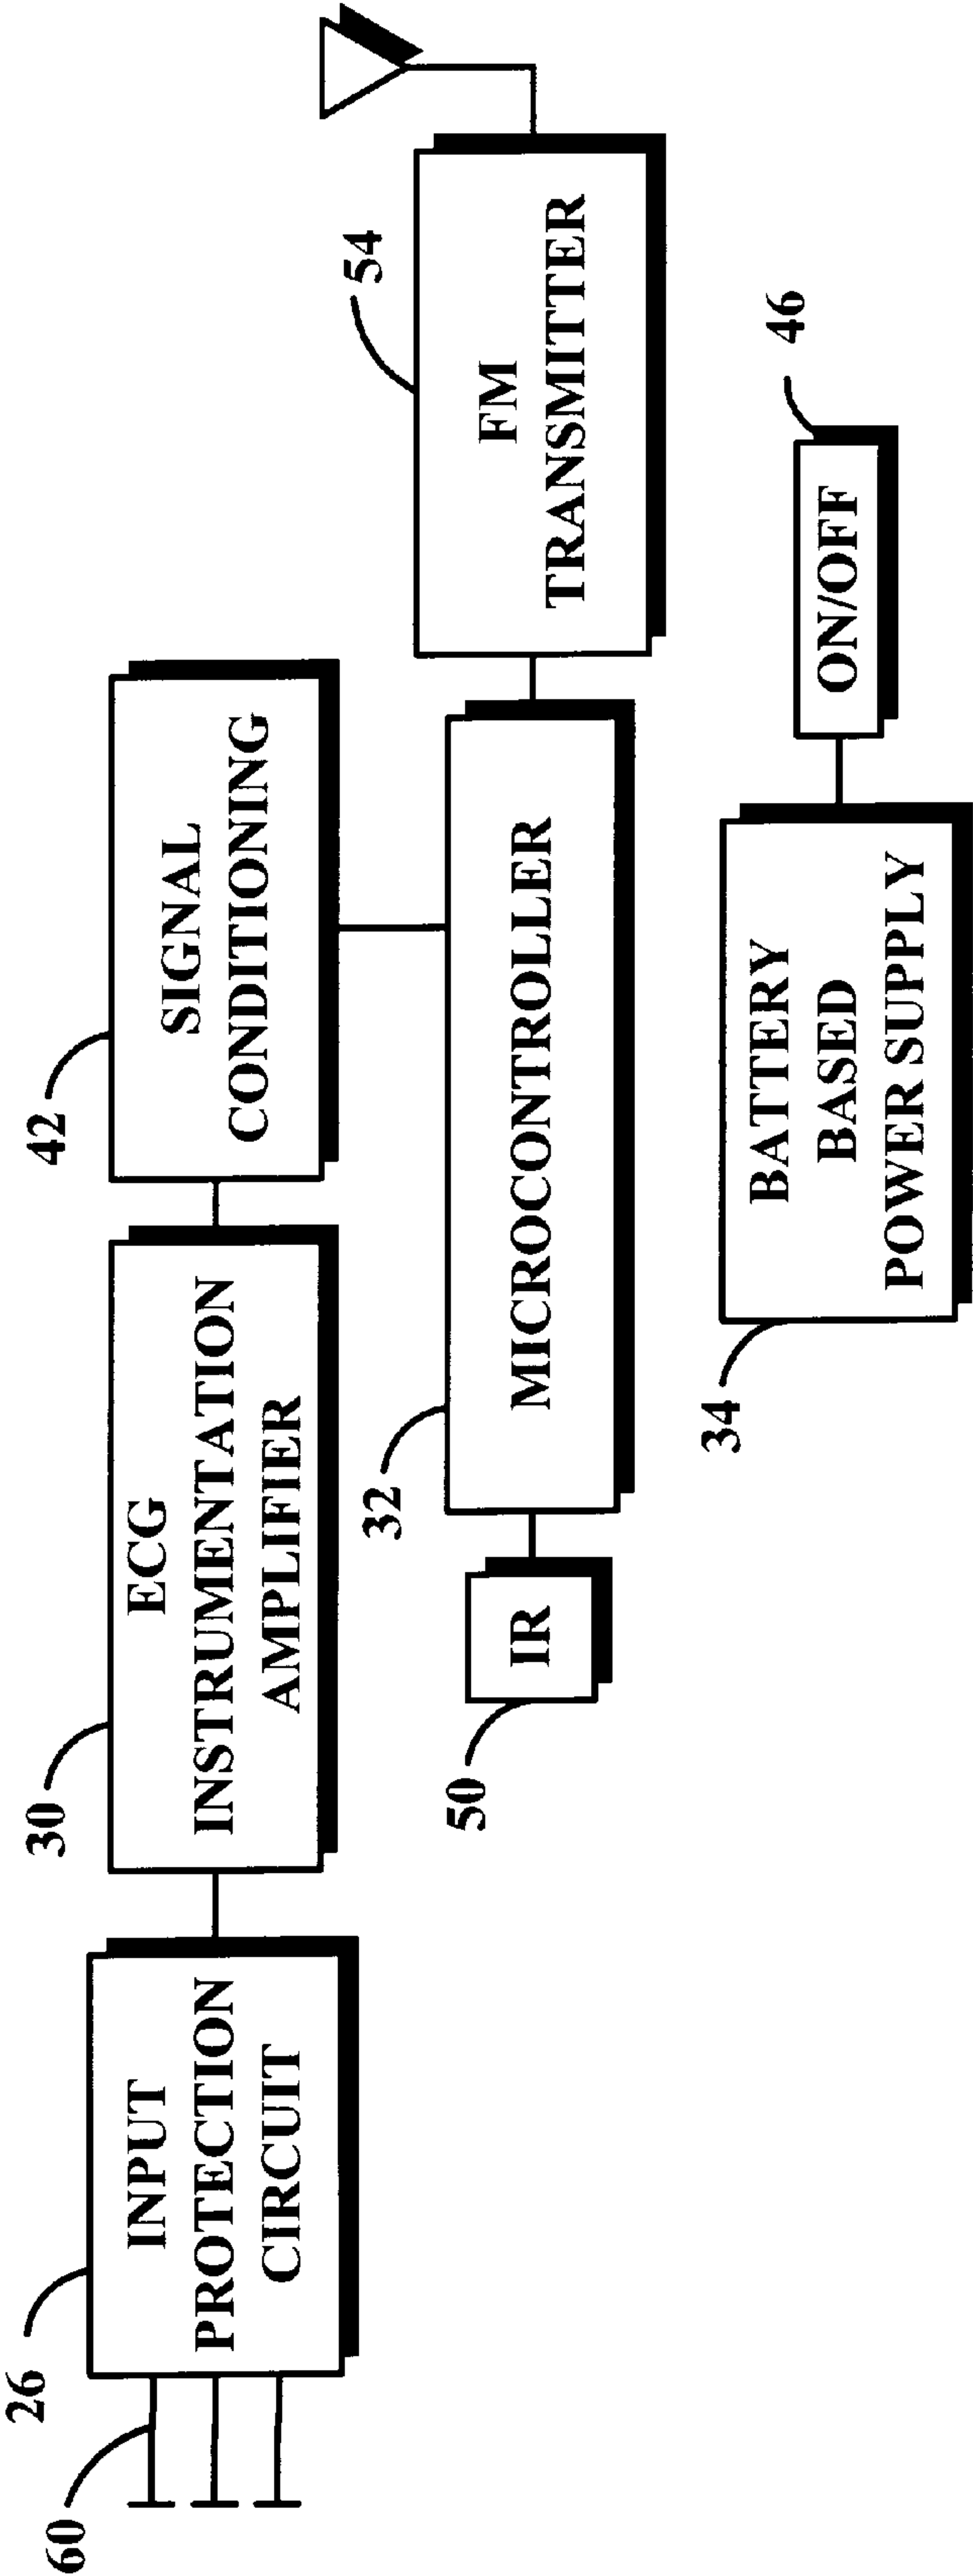 60
26
INPUT
PROTECTION
CIRCUIT
30
ECG
INSTRUMENTATION
AMPLIFIER
42
SIGNAL
CONDITIONING
50
IR
32
MICROCONTROLLER
54
FM
TRANSMITTER
34
BATTERY
BASED
POWER SUPPLY
46
ON/OFF